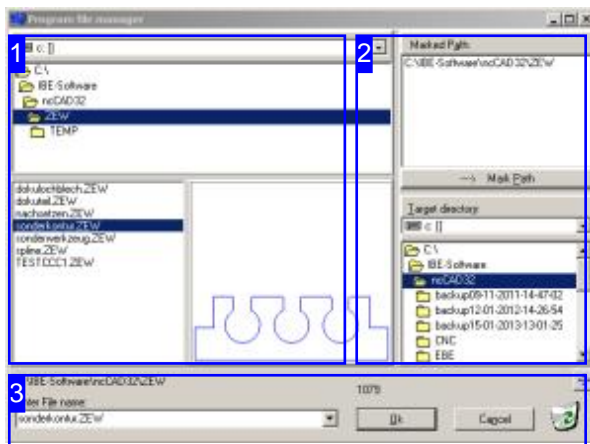 Program file manager
1
c: []
C:\
IBE-Software
ncCAD32
ZEW
TEMP
dokulochblech.ZEW
dokuteil.ZEW
nachsetzen.ZEW
sonderkontur.ZEW
sonderwerkzeug.ZEW
spline.ZEW
TESTCCC1.ZEW
2
Marked Path:
C:\IBE-Software\ncCAD32\ZEW
---> Mark Path
Target directory
c: []
C:\
IBE-Software
ncCAD32
backup09-11-2011-14-47-02
backup12-01-2012-14-26-54
backup15-01-2013-13-01-25
CNC
EBE
3
\IBE-Software\ncCAD32\ZEW
1079
ter File name:
sonderkontur.ZEW
Ok
Cancel